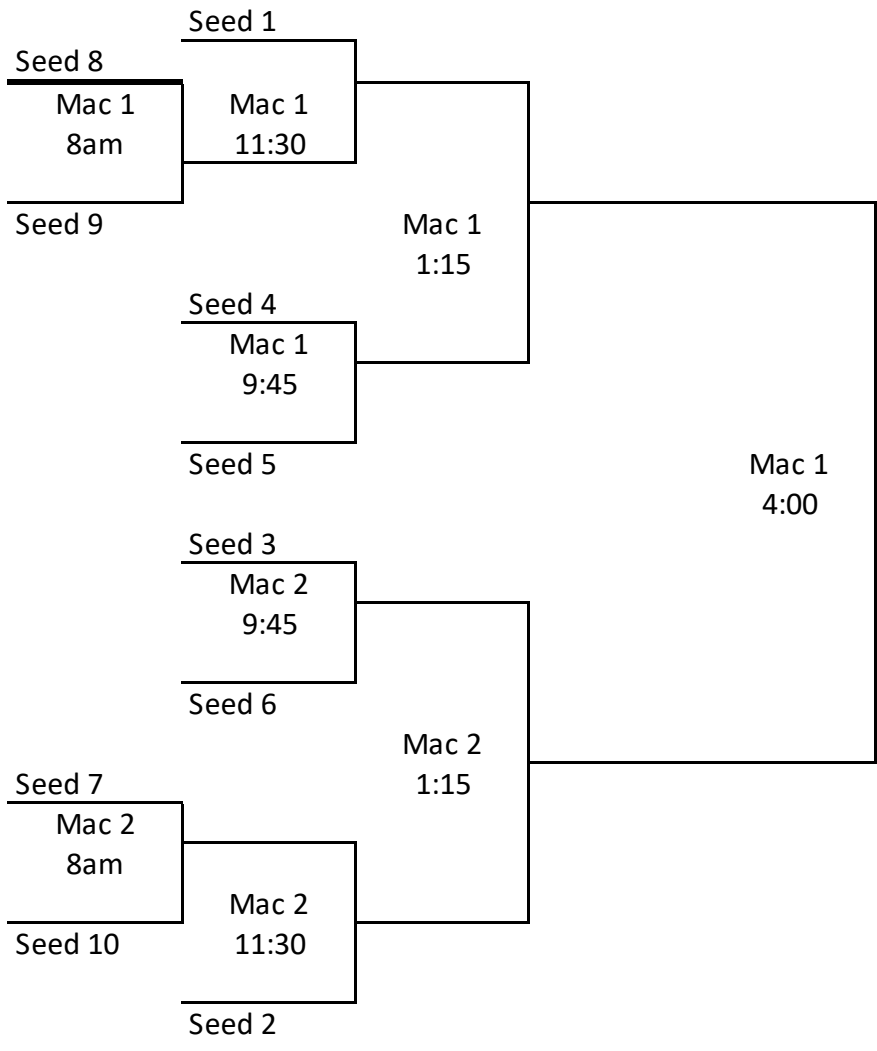 Seed 1
Seed 8
Mac 1
8am
Mac 1
11:30
Seed 9
Mac 1
1:15
Seed 4
Mac 1
9:45
Seed 5
Mac 1
4:00
Seed 3
Mac 2
9:45
Seed 6
Mac 2
1:15
Seed 7
Mac 2
8am
Mac 2
11:30
Seed 10
Seed 2